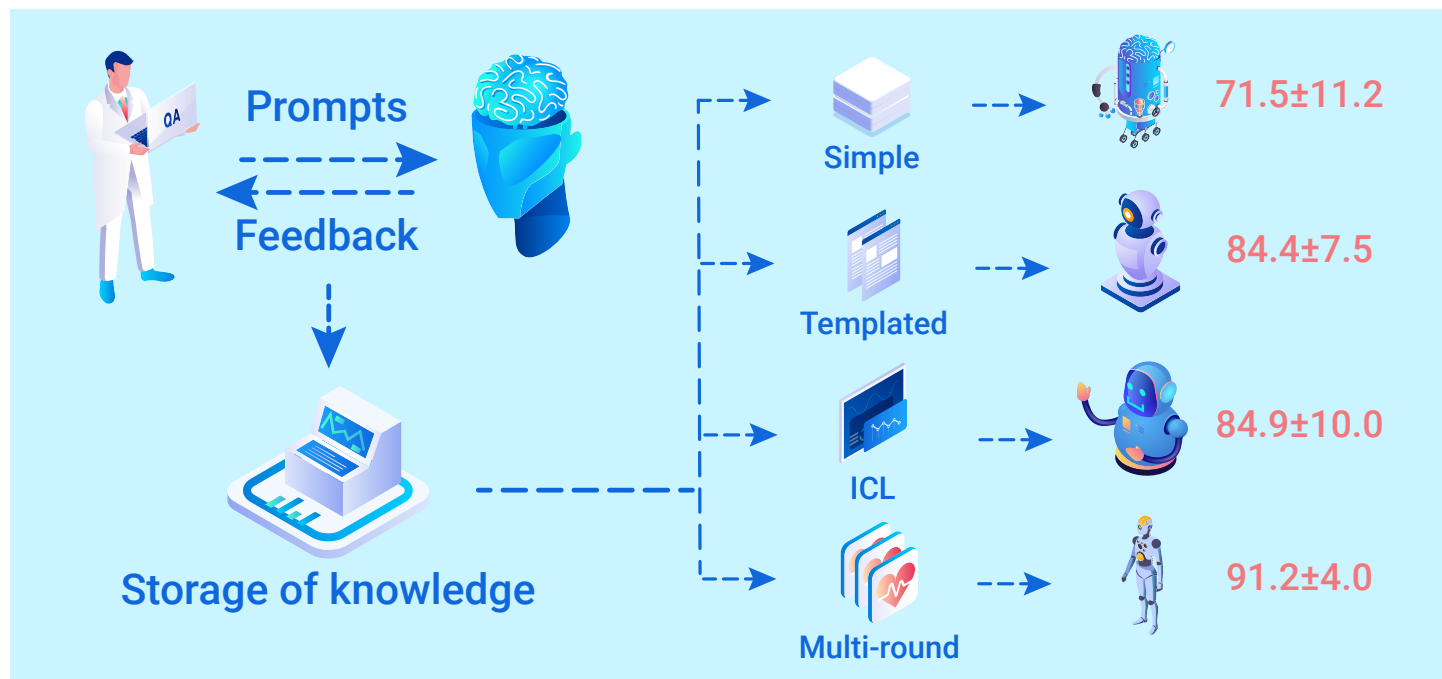 QA
Prompts
Feedback
Storage of knowledge
Simple
71.5±11.2
Templated
84.4±7.5
ICL
84.9±10.0
Multi-round
91.2±4.0